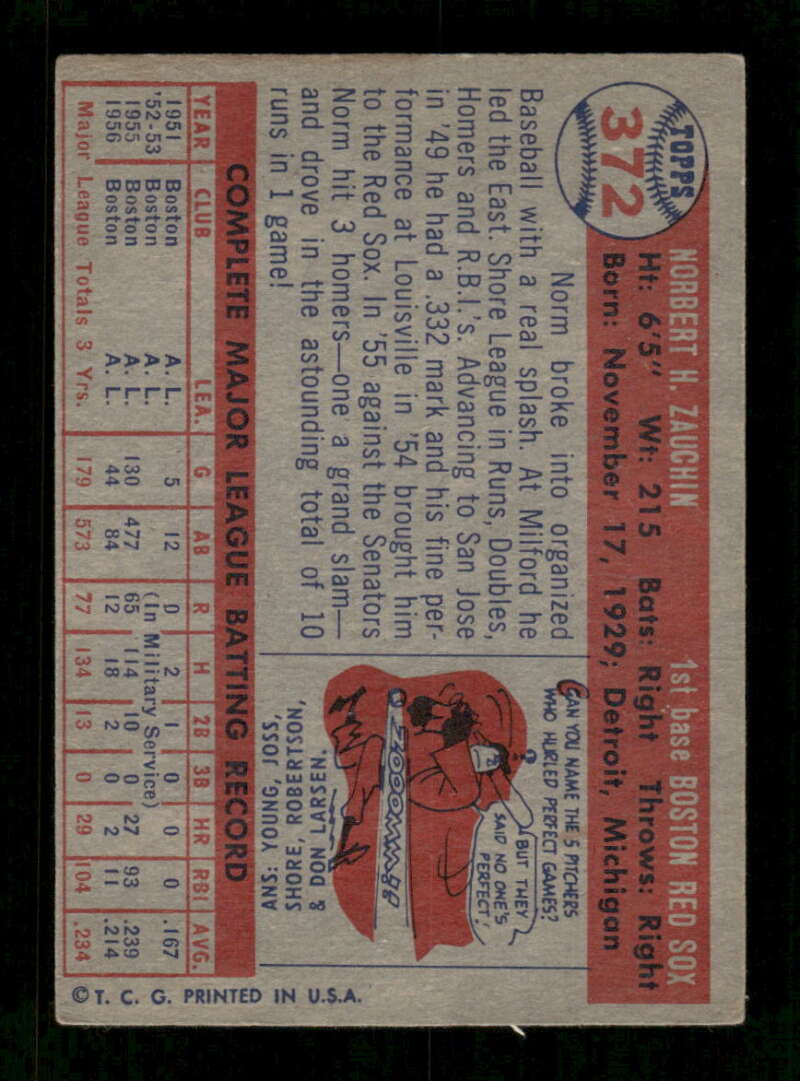 TOPPS
372
NORBERT H. ZAUCHIN 1st base BOSTON RED SOX
Ht: 6'5" Wt: 215 Bats: Right Throws: Right
Born: November 17, 1929; Detroit, Michigan
Norm broke into organized
Baseball with a real splash. At Milford he
led the East. Shore League in Runs, Doubles,
Homers and R.B.I.'s. Advancing to San Jose
in '49 he had a .332 mark and his fine per-
formance at Louisville in '54 brought him
to the Red Sox. In '55 against the Senators
Norm hit 3 homers—one a grand slam—
and drove in the astounding total of 10
runs in 1 game!
CAN YOU NAME THE 5 PITCHERS
WHO HURLED PERFECT GAMES?
BUT THEY
SAID NO ONE'S
PERFECT!
ZOOOMM
ANS: YOUNG, JOSS,
SHORE, ROBERTSON,
& DON LARSEN.
COMPLETE MAJOR LEAGUE BATTING RECORD
YEAR CLUB LEA. G AB R H 2B 3B HR RBI AVG.
1951 Boston A. L. 5 12 0 2 1 0 0 0 .167
'52-53 Boston A. L. (In Military Service)
1955 Boston A. L. 130 477 65 114 10 0 27 93 .239
1956 Boston A. L. 44 84 12 18 2 0 2 11 .214
Major League Totals 3 Yrs. 179 573 77 134 13 0 29 104 .234
© T. C. G. PRINTED IN U.S.A.